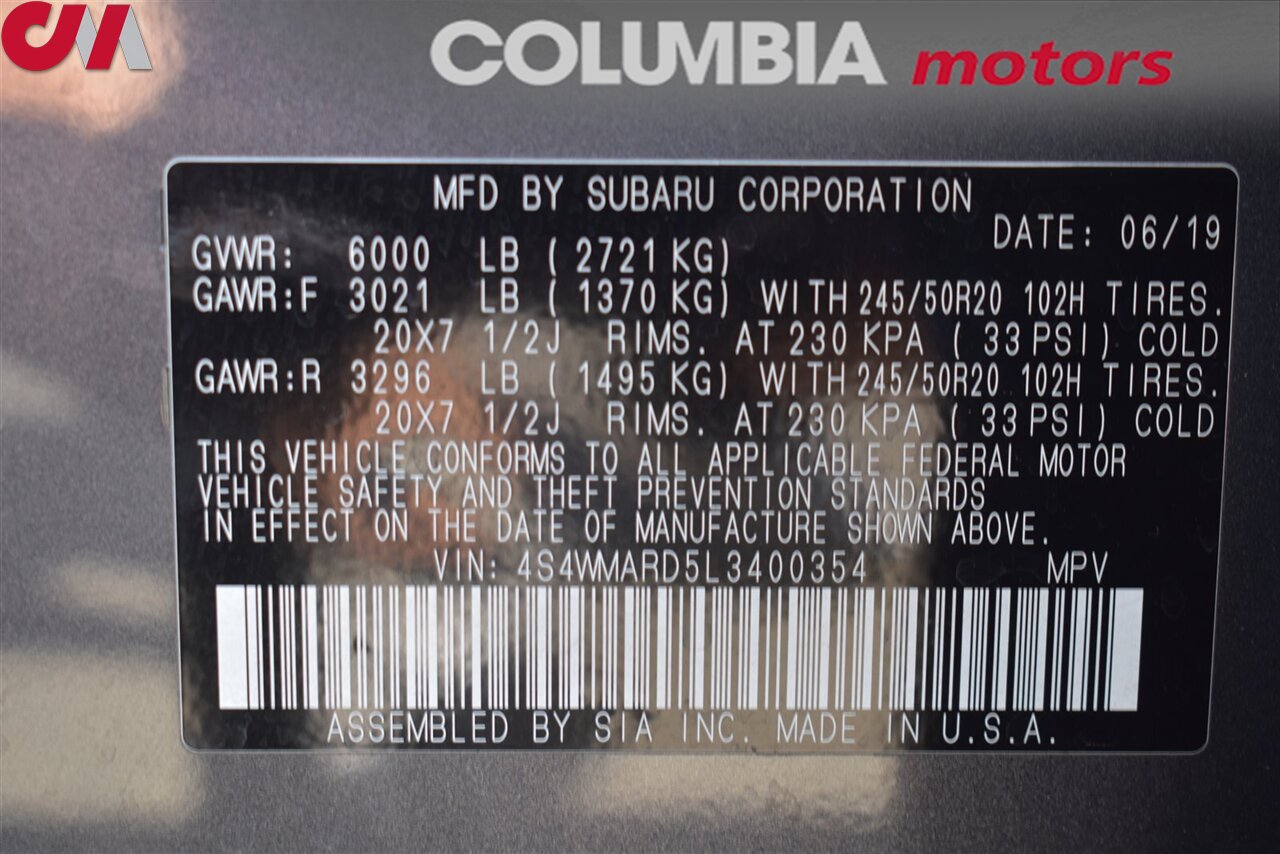 CM
COLUMBIA motors
MFD BY SUBARU CORPORATION
DATE: 06/19
GVWR: 6000 LB ( 2721 KG)
GAWR:F 3021 LB ( 1370 KG) WITH 245/50R20 102H TIRES.
20X7 1/2J RIMS. AT 230 KPA ( 33 PSI) COLD
GAWR:R 3296 LB ( 1495 KG) WITH 245/50R20 102H TIRES.
20X7 1/2J RIMS. AT 230 KPA ( 33 PSI) COLD
THIS VEHICLE CONFORMS TO ALL APPLICABLE FEDERAL MOTOR
VEHICLE SAFETY AND THEFT PREVENTION STANDARDS
IN EFFECT ON THE DATE OF MANUFACTURE SHOWN ABOVE.
VIN: 4S4WMARD5L3400354 MPV
ASSEMBLED BY SIA INC. MADE IN U.S.A.